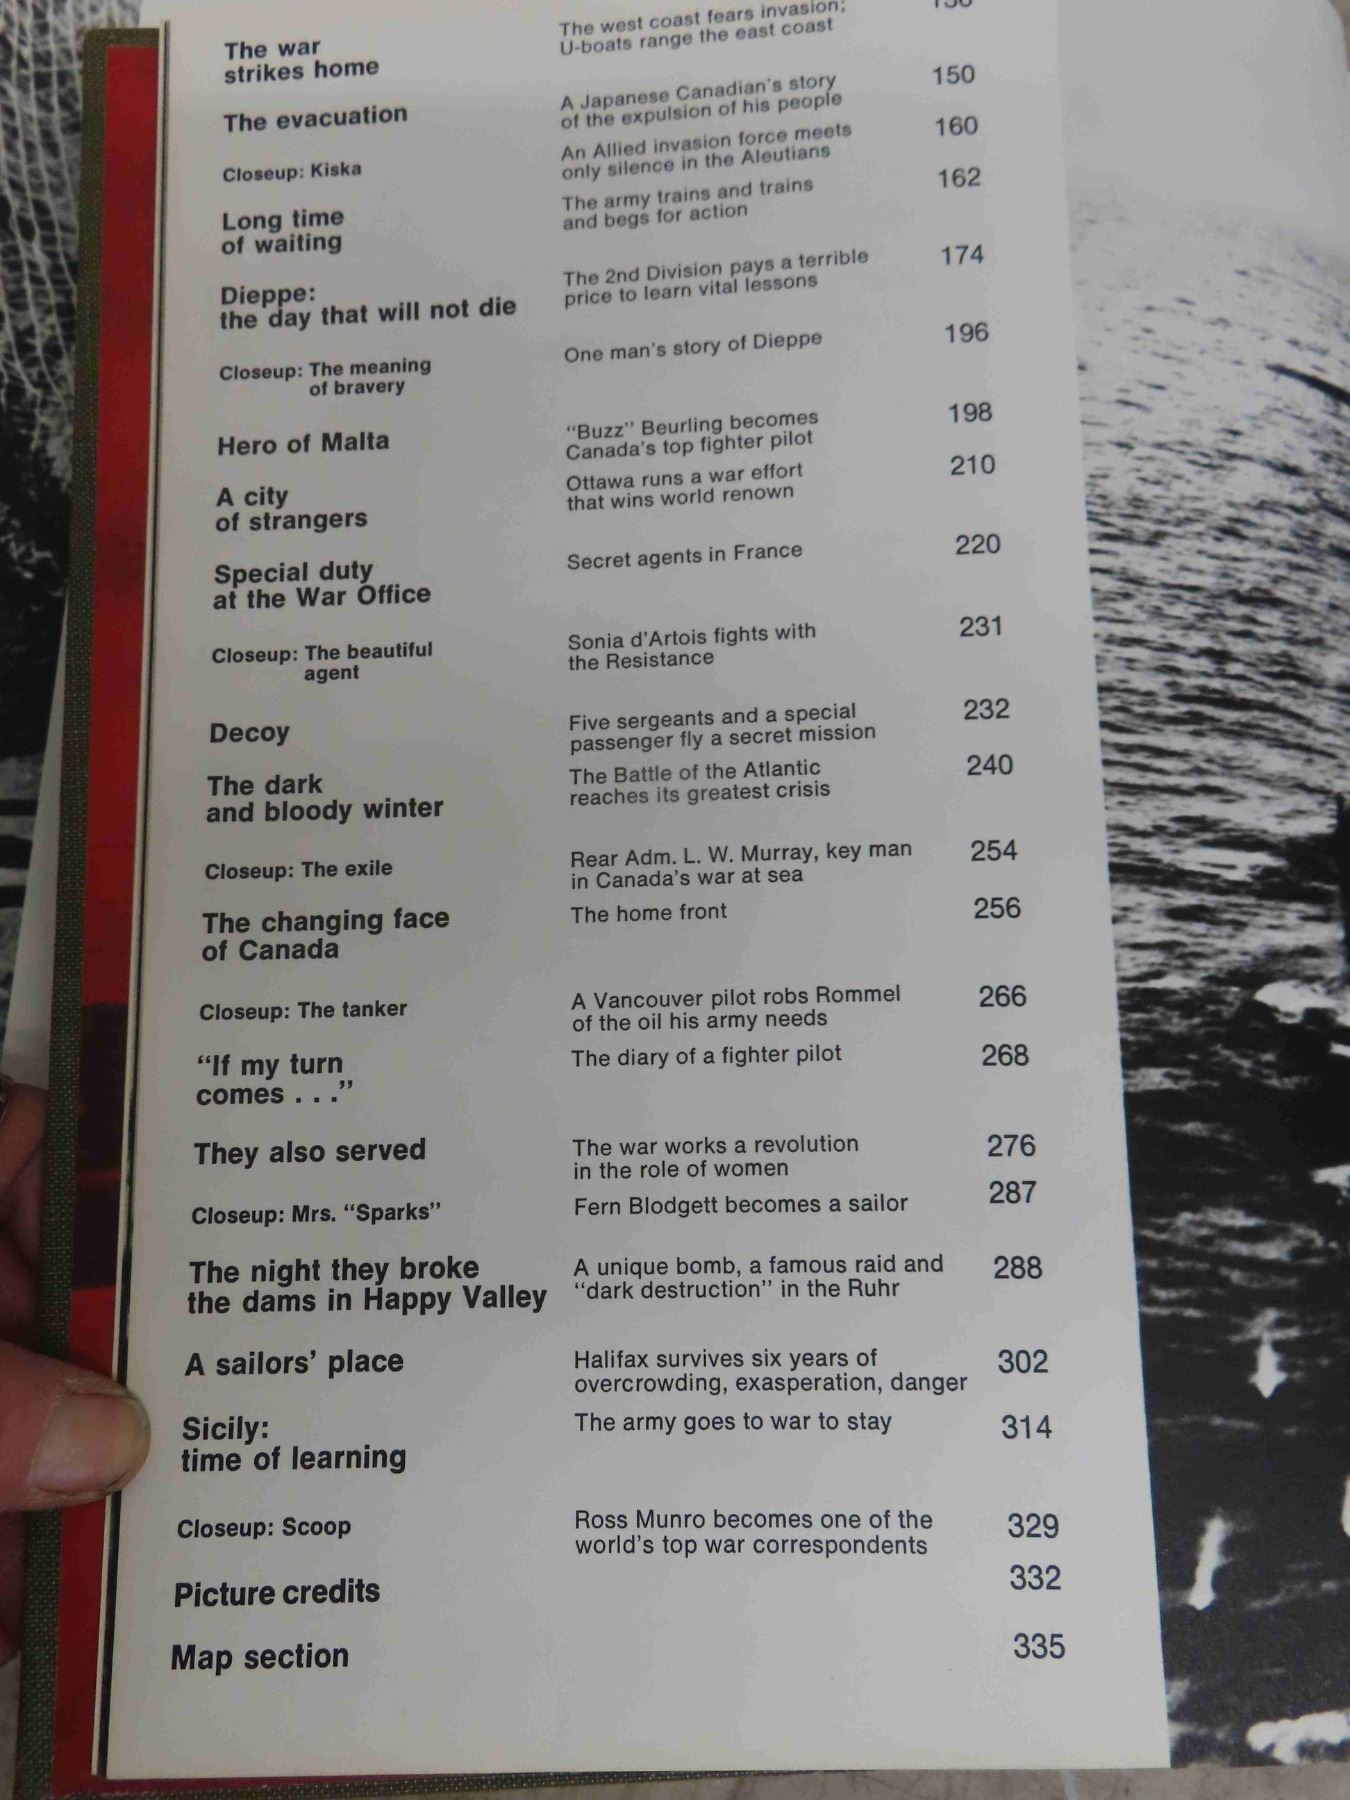 The war
strikes home
The west coast fears invasion;
U-boats range the east coast
The evacuation
A Japanese Canadian's story
of the expulsion of his people
150
Closeup: Kiska
An Allied invasion force meets
only silence in the Aleutians
160
Long time
of waiting
The army trains and trains
and begs for action
162
Dieppe:
the day that will not die
The 2nd Division pays a terrible
price to learn vital lessons
174
Closeup: The meaning
of bravery
One man's story of Dieppe
196
Hero of Malta
"Buzz" Beurling becomes
Canada's top fighter pilot
198
A city
of strangers
Ottawa runs a war effort
that wins world renown
210
Special duty
at the War Office
Secret agents in France
220
Closeup: The beautiful
agent
Sonia d'Artois fights with
the Resistance
231
Decoy
Five sergeants and a special
passenger fly a secret mission
232
The dark
and bloody winter
The Battle of the Atlantic
reaches its greatest crisis
240
Closeup: The exile
Rear Adm. L. W. Murray, key man
in Canada's war at sea
254
The changing face
of Canada
The home front
256
Closeup: The tanker
A Vancouver pilot robs Rommel
of the oil his army needs
266
"If my turn
comes . . ."
The diary of a fighter pilot
268
They also served
The war works a revolution
in the role of women
276
Closeup: Mrs. "Sparks"
Fern Blodgett becomes a sailor
287
The night they broke
the dams in Happy Valley
A unique bomb, a famous raid and
"dark destruction" in the Ruhr
288
A sailors' place
Halifax survives six years of
overcrowding, exasperation, danger
302
Sicily:
time of learning
The army goes to war to stay
314
Closeup: Scoop
Ross Munro becomes one of the
world's top war correspondents
329
Picture credits
332
Map section
335